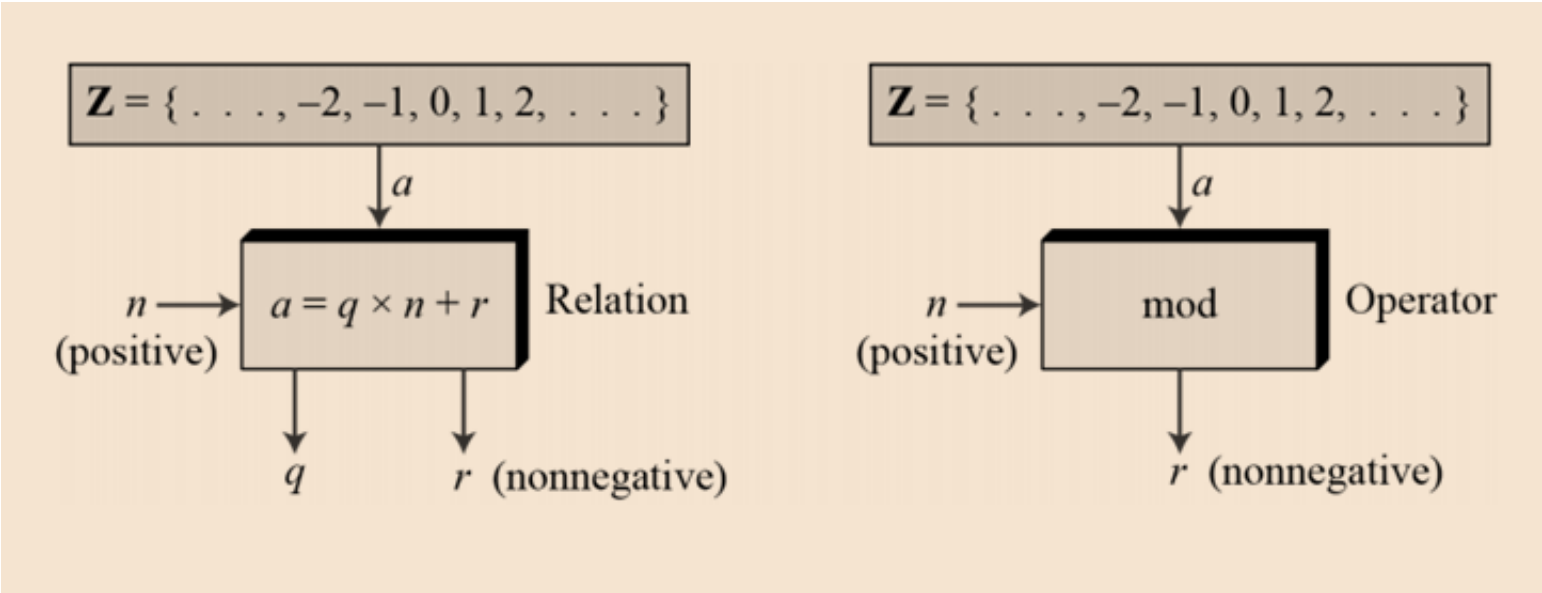 Z = { . . . , –2, –1, 0, 1, 2, . . . }
a
n
(positive)
a = q × n + r
Relation
q
r (nonnegative)
Z = { . . . , –2, –1, 0, 1, 2, . . . }
a
n
(positive)
mod
Operator
r (nonnegative)